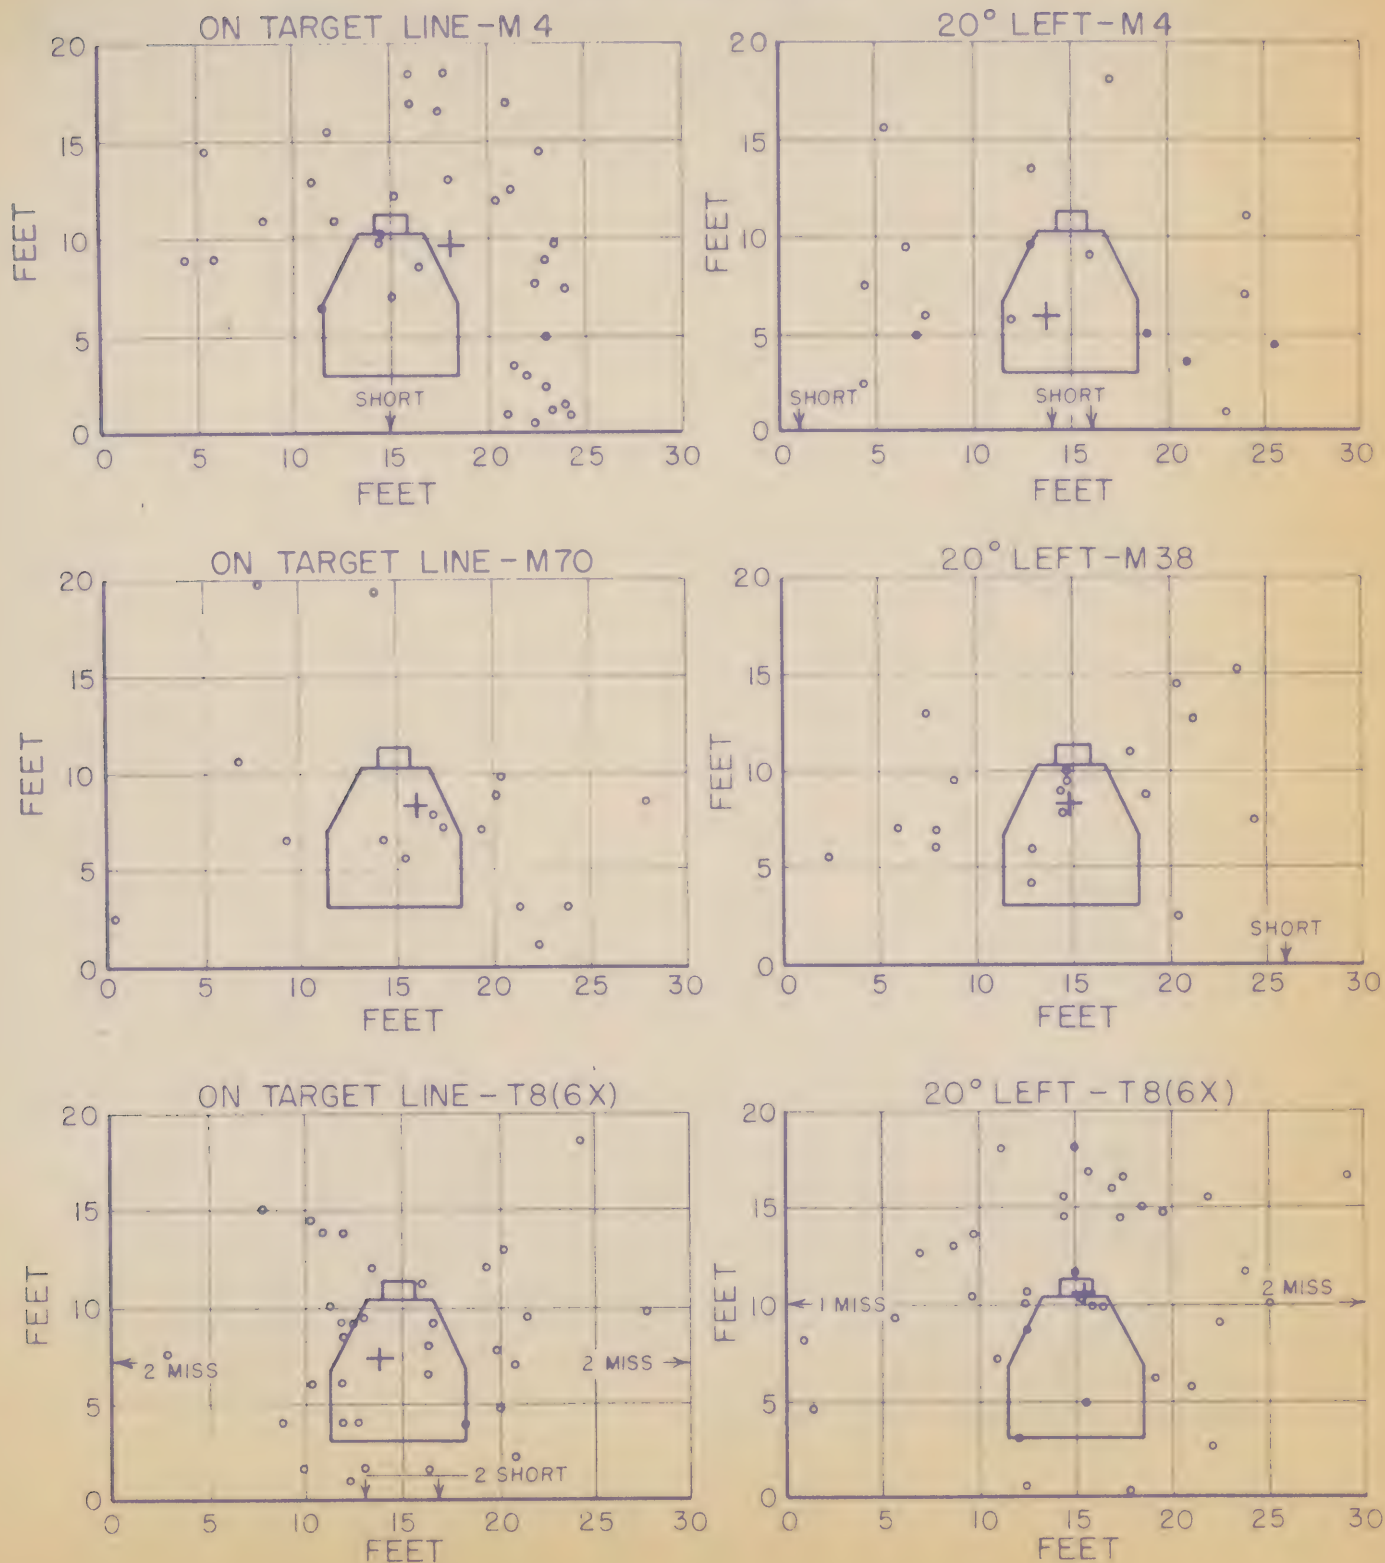 ON TARGET LINE-M4
20
15
10
5
0
FEET
SHORT
0 5 10 15 20 25 30
FEET
20° LEFT-M4
20
15
10
5
0
FEET
SHORT
SHORT
0 5 10 15 20 25 30
FEET
ON TARGET LINE-M70
20
15
10
5
0
FEET
0 5 10 15 20 25 30
FEET
20° LEFT-M38
20
15
10
5
0
FEET
SHORT
0 5 10 15 20 25 30
FEET
ON TARGET LINE-T8(6X)
20
15
10
5
0
FEET
2 MISS
2 MISS
2 SHORT
0 5 10 15 20 25 30
FEET
20° LEFT-T8(6X)
20
15
10
5
0
FEET
1 MISS
2 MISS
0 5 10 15 20 25 30
FEET